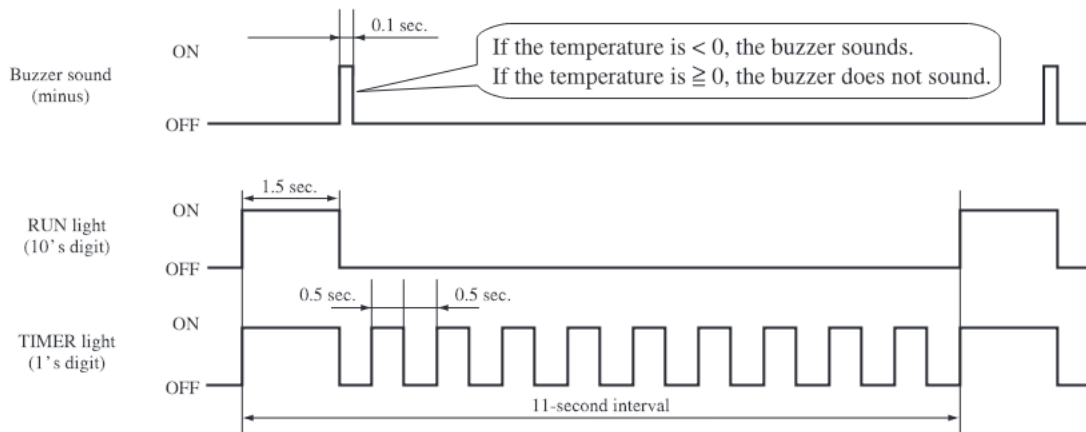 0.1 sec.
ON
If the temperature is < 0, the buzzer sounds.
If the temperature is ≧ 0, the buzzer does not sound.
Buzzer sound
(minus)
OFF
1.5 sec.
ON
RUN light
(10’s digit)
OFF
0.5 sec.
0.5 sec.
ON
TIMER light
(1’s digit)
OFF
11-second interval